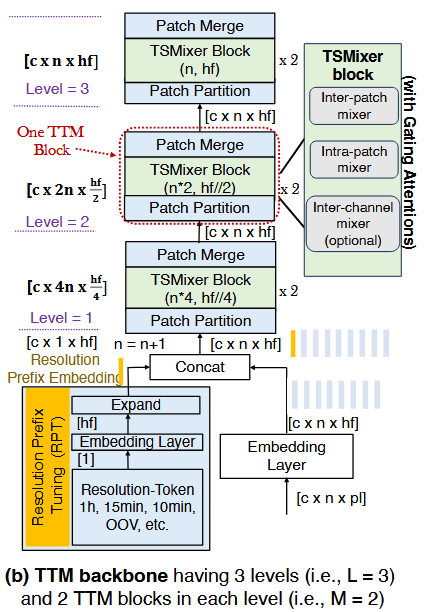 Patch Merge
[c x n x hf]
TSMixer Block
(n, hf)
x 2
Level = 3
Patch Partition
[c x n x hf]
TSMixer
block
Inter-patch
mixer
Intra-patch
mixer
Inter-channel
mixer
(optional)
(with Gating Attentions)
One TTM
Block
Patch Merge
[c x 2n x hf/2]
TSMixer Block
(n*2, hf//2)
x 2
Level = 2
Patch Partition
[c x n x hf]
Patch Merge
[c x 4n x hf/4]
TSMixer Block
(n*4, hf//4)
x 2
Level = 1
Patch Partition
[c x 1 x hf]
n = n+1
[c x n x hf]
Resolution
Prefix Embedding
Concat
Resolution Prefix
Tuning (RPT)
Expand
[hf]
Embedding Layer
[1]
Resolution-Token
1h, 15min, 10min,
OOV, etc.
[c x n x hf]
Embedding
Layer
[c x n x pl]
(b) TTM backbone having 3 levels (i.e., L = 3)
and 2 TTM blocks in each level (i.e., M = 2)